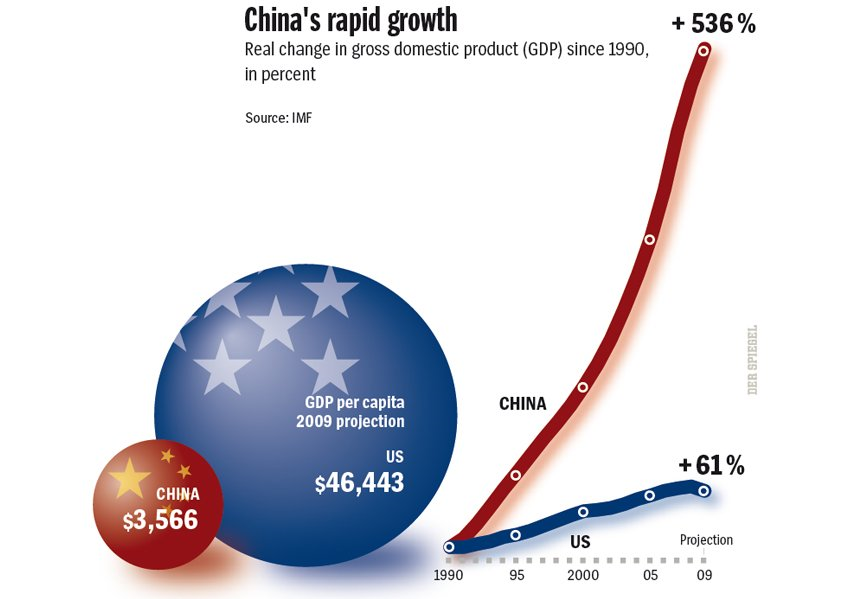 China's rapid growth
Real change in gross domestic product (GDP) since 1990,
in percent
Source: IMF
+ 536 %
GDP per capita
2009 projection
US
$46,443
CHINA
$3,566
CHINA
+ 61 %
US
Projection
1990 95 2000 05 09
DER SPIEGEL